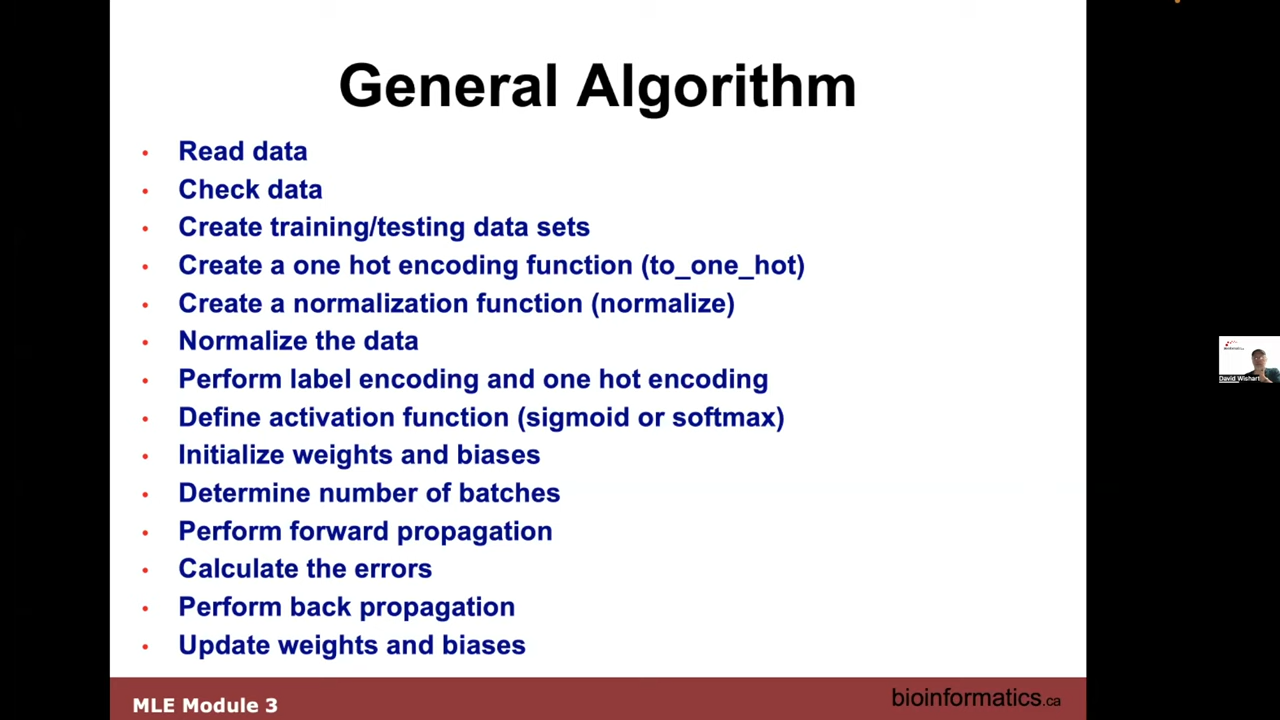 General Algorithm
• Read data
• Check data
• Create training/testing data sets
• Create a one hot encoding function (to_one_hot)
• Create a normalization function (normalize)
• Normalize the data
• Perform label encoding and one hot encoding
• Define activation function (sigmoid or softmax)
• Initialize weights and biases
• Determine number of batches
• Perform forward propagation
• Calculate the errors
• Perform back propagation
• Update weights and biases
MLE Module 3
bioinformatics.ca
David Wishart